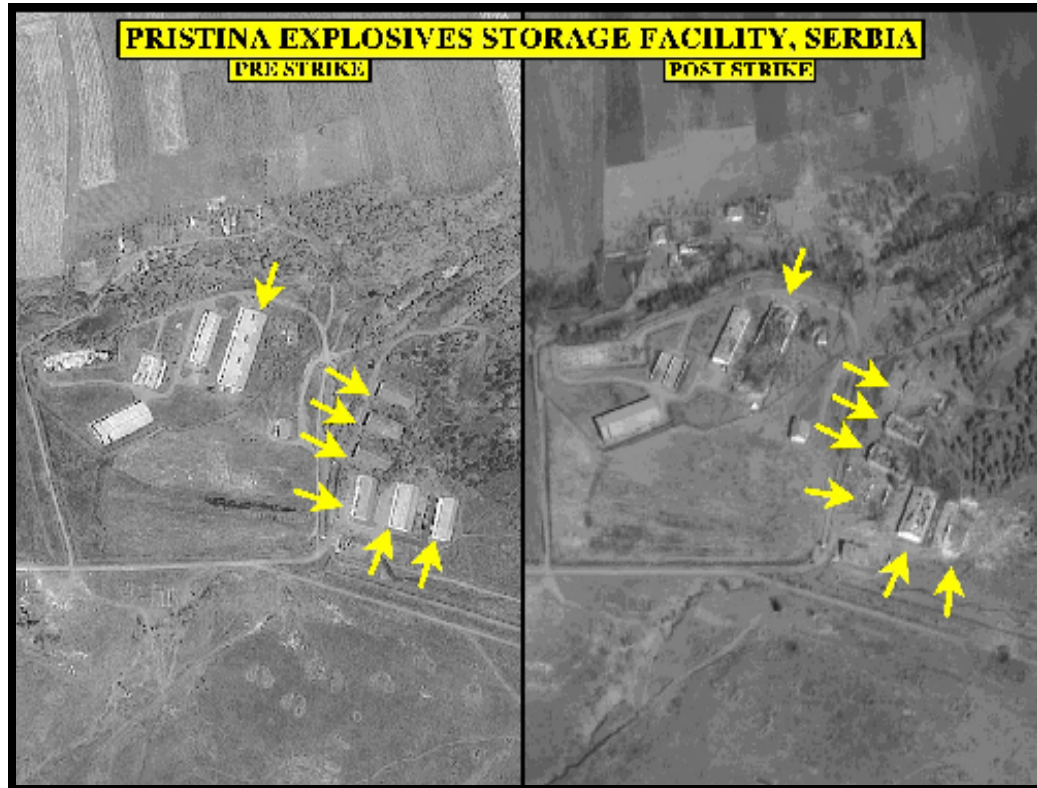 PRISTINA EXPLOSIVES STORAGE FACILITY, SERBIA
PRE STRIKE
POST STRIKE